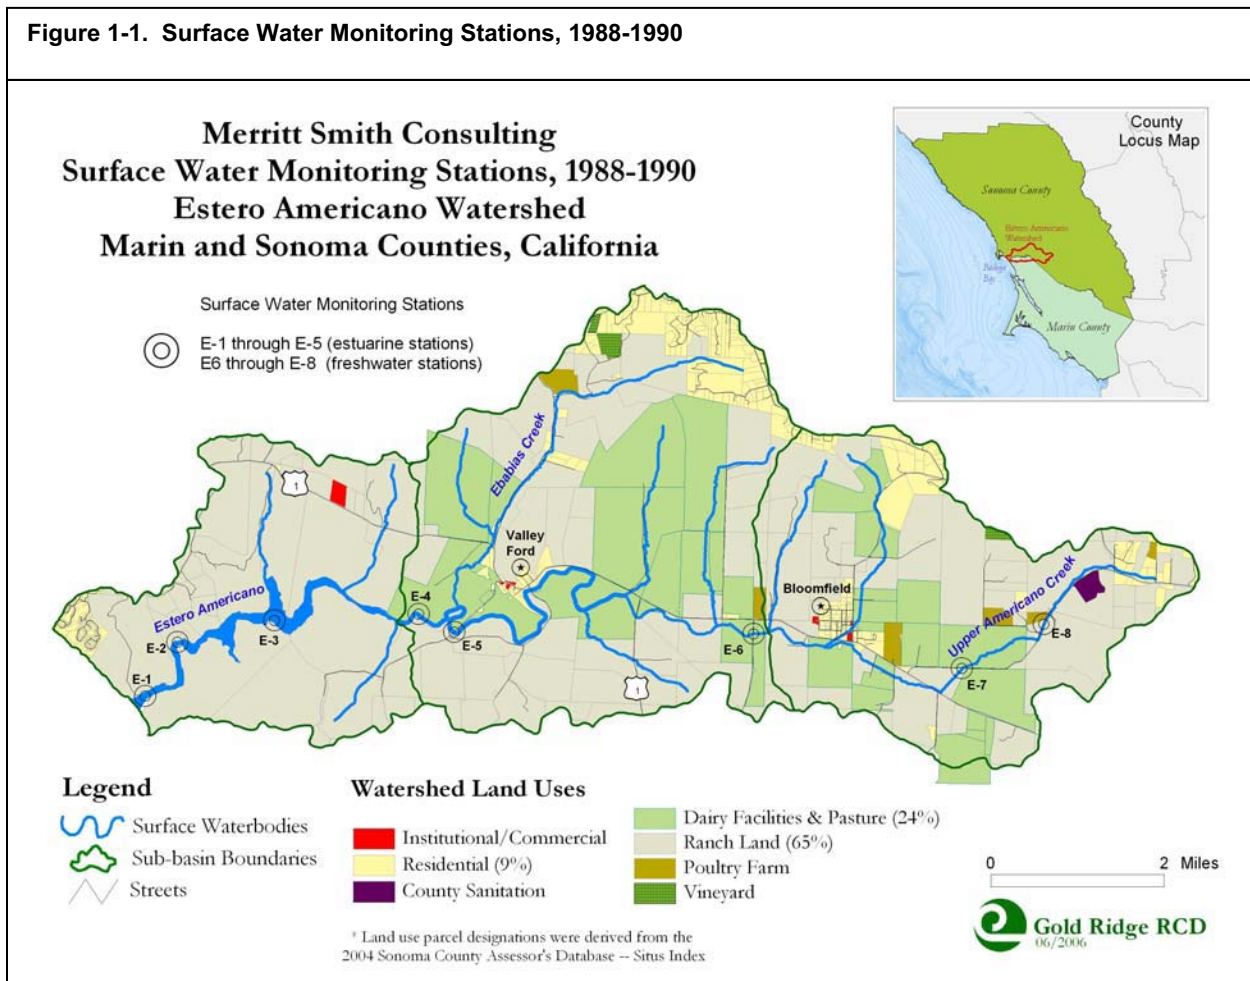 Figure 1-1.  Surface Water Monitoring Stations, 1988-1990
Merritt Smith Consulting
Surface Water Monitoring Stations, 1988-1990
Estero Americano Watershed
Marin and Sonoma Counties, California
County
Locus Map
Sonoma County
Estero Americano
Watershed
Bodega
Bay
Marin County
Surface Water Monitoring Stations
E-1 through E-5 (estuarine stations)
E6 through E-8  (freshwater stations)
Ebabias Creek
1
Valley
Ford
Bloomfield
Estero Americano
Upper Americano Creek
E-1
E-2
E-3
E-4
E-5
E-6
E-7
E-8
1
Legend
Surface Waterbodies
Sub-basin Boundaries
Streets
Watershed Land Uses
Institutional/Commercial
Residential (9%)
County Sanitation
Dairy Facilities & Pasture (24%)
Ranch Land (65%)
Poultry Farm
Vineyard
* Land use parcel designations were derived from the
2004 Sonoma County Assessor's Database -- Situs Index
0 2 Miles
Gold Ridge RCD
06/2006